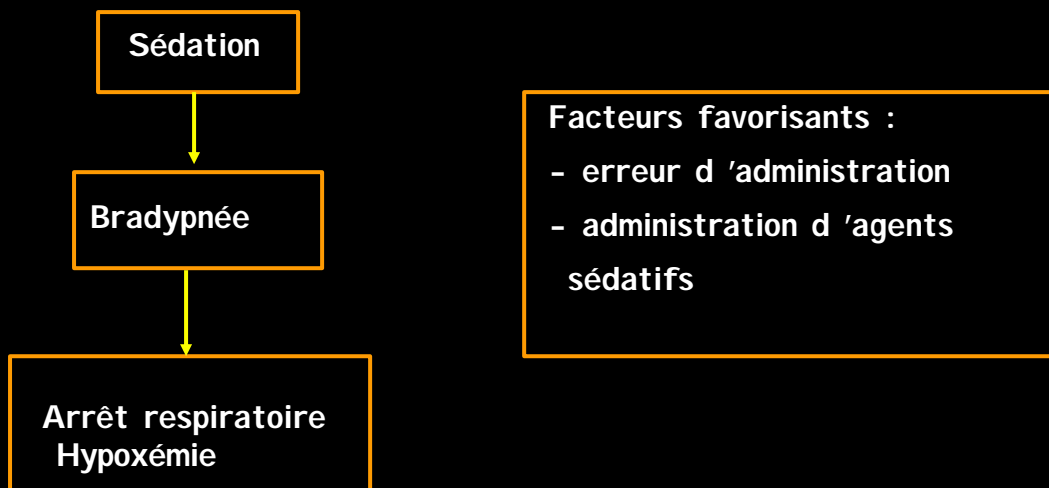 Sédation
Bradypnée
Arrêt respiratoire
Hypoxémie
Facteurs favorisants :
- erreur d 'administration
- administration d 'agents
sédatifs